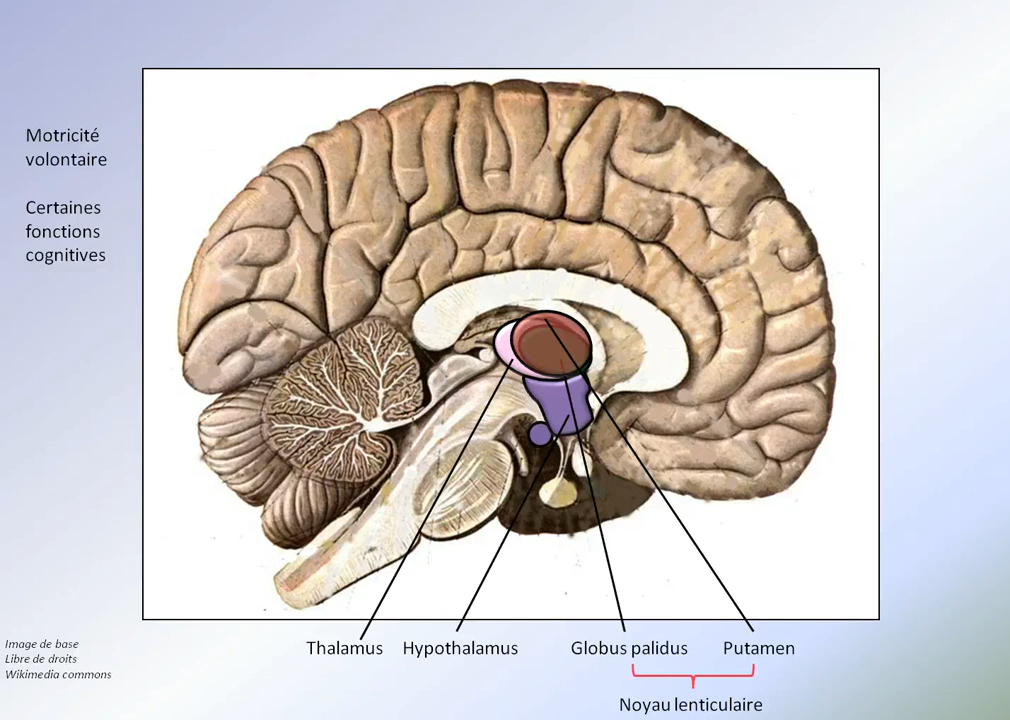 Motricité
volontaire
Certaines
fonctions
cognitives
Image de base
Libre de droits
Wikimedia commons
Thalamus
Hypothalamus
Globus palidus
Putamen
Noyau lenticulaire